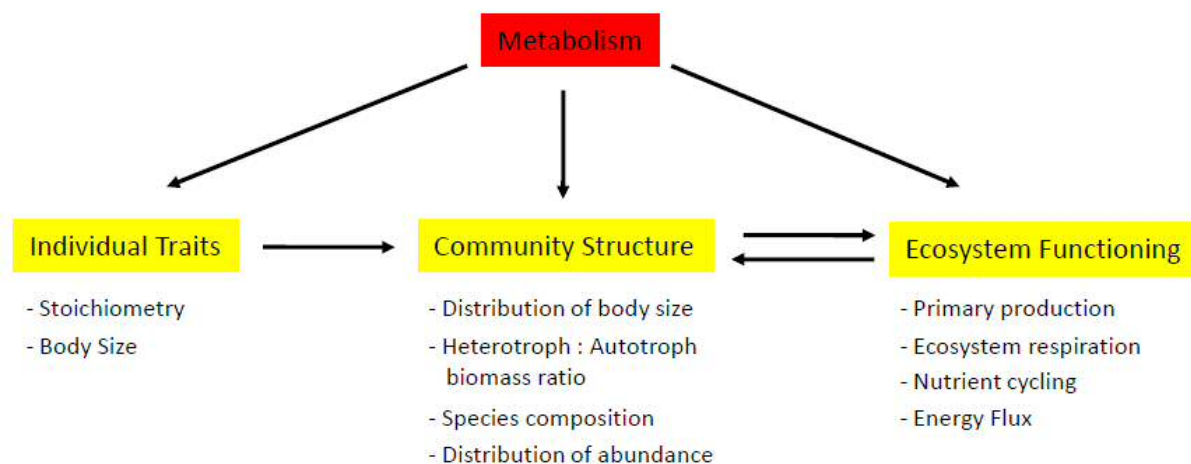 Metabolism
Individual Traits
- Stoichiometry
- Body Size
Community Structure
- Distribution of body size
- Heterotroph : Autotroph
biomass ratio
- Species composition
- Distribution of abundance
Ecosystem Functioning
- Primary production
- Ecosystem respiration
- Nutrient cycling
- Energy Flux